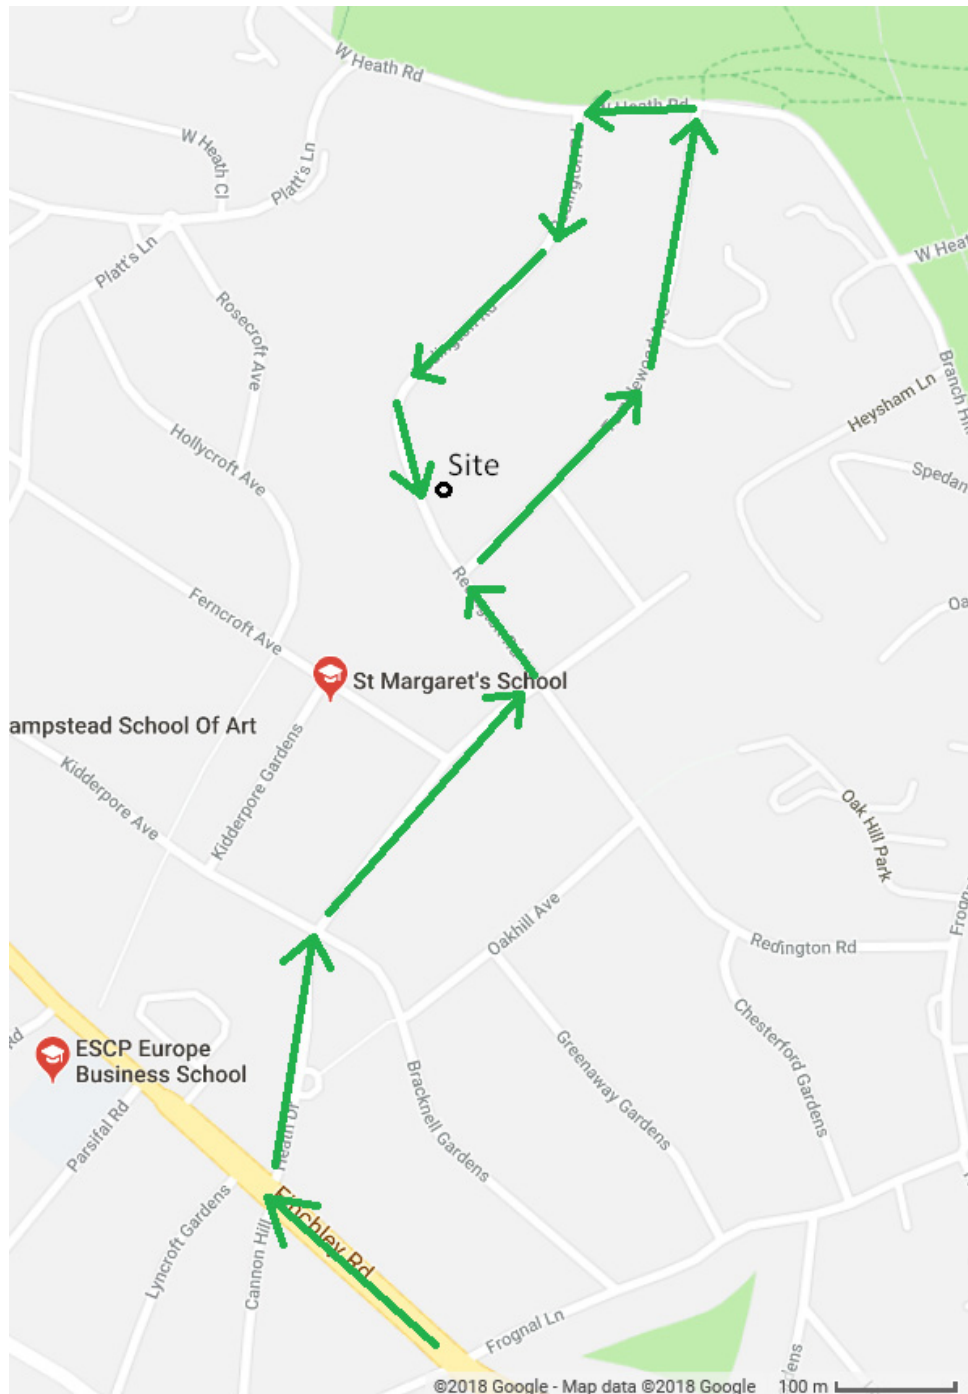 W Heath Rd
W Heath Rd
W Heath Cl
Platt's Ln
Platt's Ln
W Heath
Rosecroft Ave
Branch Hill
Heysham Ln
Hollycroft Ave
Site
Spedan
Ferncroft Ave
St Margaret's School
ampstead School Of Art
Kidderpore Gardens
Kidderpore Ave
Oak Hill Park
Oakhill Ave
Redington Rd
Chesterford Gardens
ESCP Europe
Business School
Greenaway Gardens
Bracknell Gardens
Parsifal Rd
Lyncroft Gardens
Cannon Hill
Finchley Rd
Frognal Ln
©2018 Google - Map data ©2018 Google
100 m